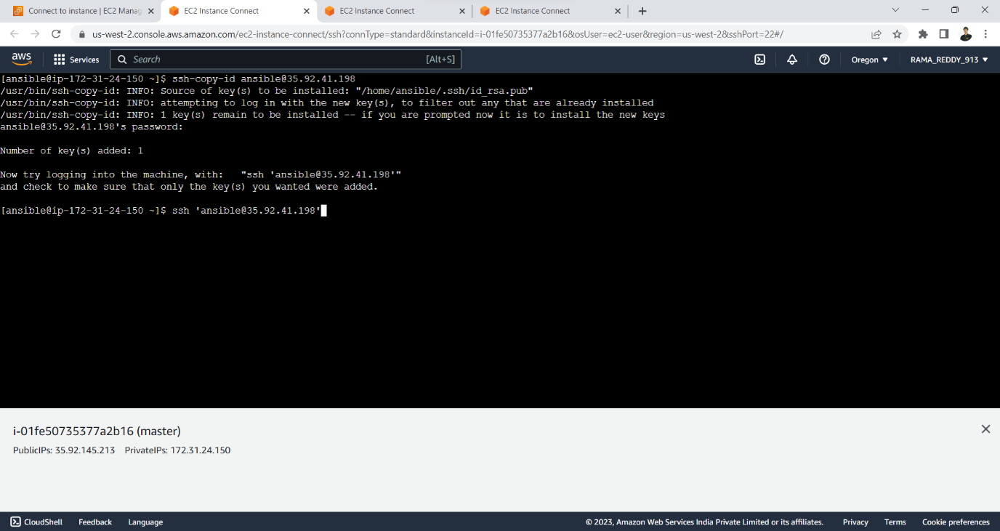 Connect to instance | EC2 Manag
EC2 Instance Connect
EC2 Instance Connect
EC2 Instance Connect
us-west-2.console.aws.amazon.com/ec2-instance-connect/ssh?connType=standard&instanceId=i-01fe50735377a2b16&osUser=ec2-user&region=us-west-2&sshPort=22#/
aws
Services
Search
[Alt+S]
Oregon
RAMA_REDDY_913
[ansible@ip-172-31-24-150 ~]$ ssh-copy-id ansible@35.92.41.198
/usr/bin/ssh-copy-id: INFO: Source of key(s) to be installed: "/home/ansible/.ssh/id_rsa.pub"
/usr/bin/ssh-copy-id: INFO: attempting to log in with the new key(s), to filter out any that are already installed
/usr/bin/ssh-copy-id: INFO: 1 key(s) remain to be installed -- if you are prompted now it is to install the new keys
ansible@35.92.41.198's password:
Number of key(s) added: 1
Now try logging into the machine, with:   "ssh 'ansible@35.92.41.198'"
and check to make sure that only the key(s) you wanted were added.
[ansible@ip-172-31-24-150 ~]$ ssh 'ansible@35.92.41.198'
i-01fe50735377a2b16 (master)
PublicIPs: 35.92.145.213 PrivateIPs: 172.31.24.150
CloudShell
Feedback
Language
© 2023, Amazon Web Services India Private Limited or its affiliates.
Privacy
Terms
Cookie preferences